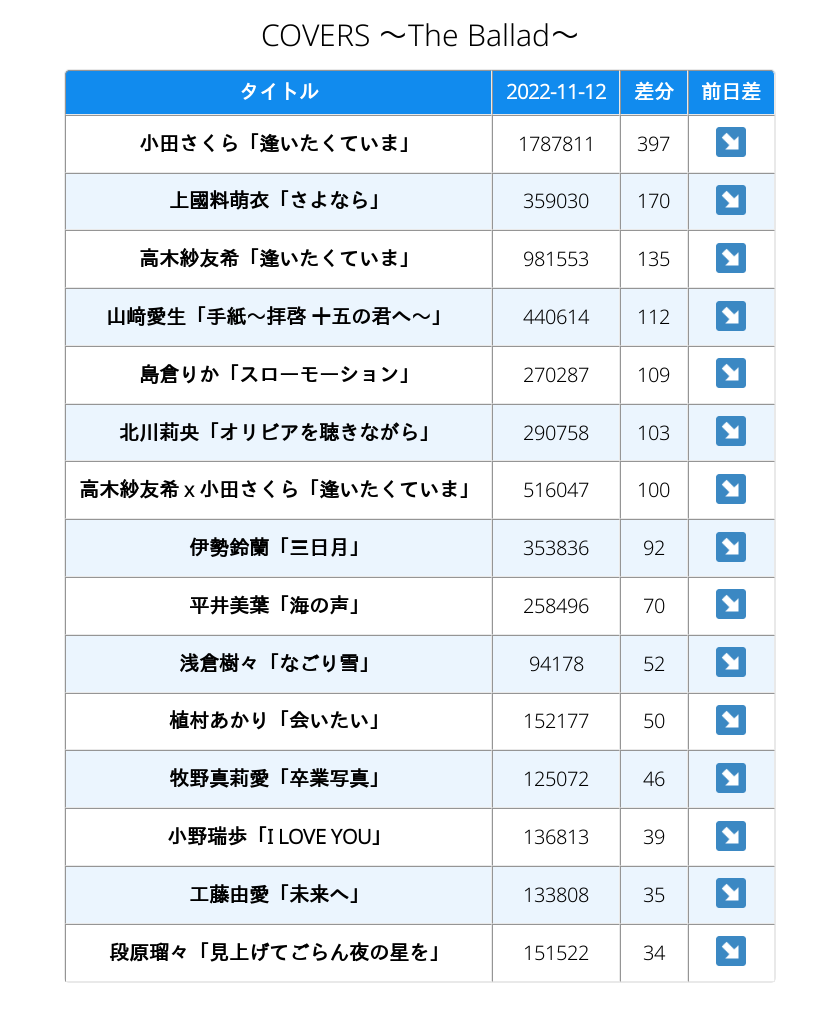 COVERS ～The Ballad～
タイトル 2022-11-12 差分 前日差
小田さくら「逢いたくていま」 1787811 397 ↘
上國料萌衣「さよなら」 359030 170 ↘
高木紗友希「逢いたくていま」 981553 135 ↘
山﨑愛生「手紙～拝啓 十五の君へ～」 440614 112 ↘
島倉りか「スローモーション」 270287 109 ↘
北川莉央「オリビアを聴きながら」 290758 103 ↘
高木紗友希 x 小田さくら「逢いたくていま」 516047 100 ↘
伊勢鈴蘭「三日月」 353836 92 ↘
平井美葉「海の声」 258496 70 ↘
浅倉樹々「なごり雪」 94178 52 ↘
植村あかり「会いたい」 152177 50 ↘
牧野真莉愛「卒業写真」 125072 46 ↘
小野瑞歩「I LOVE YOU」 136813 39 ↘
工藤由愛「未来へ」 133808 35 ↘
段原瑠々「見上げてごらん夜の星を」 151522 34 ↘